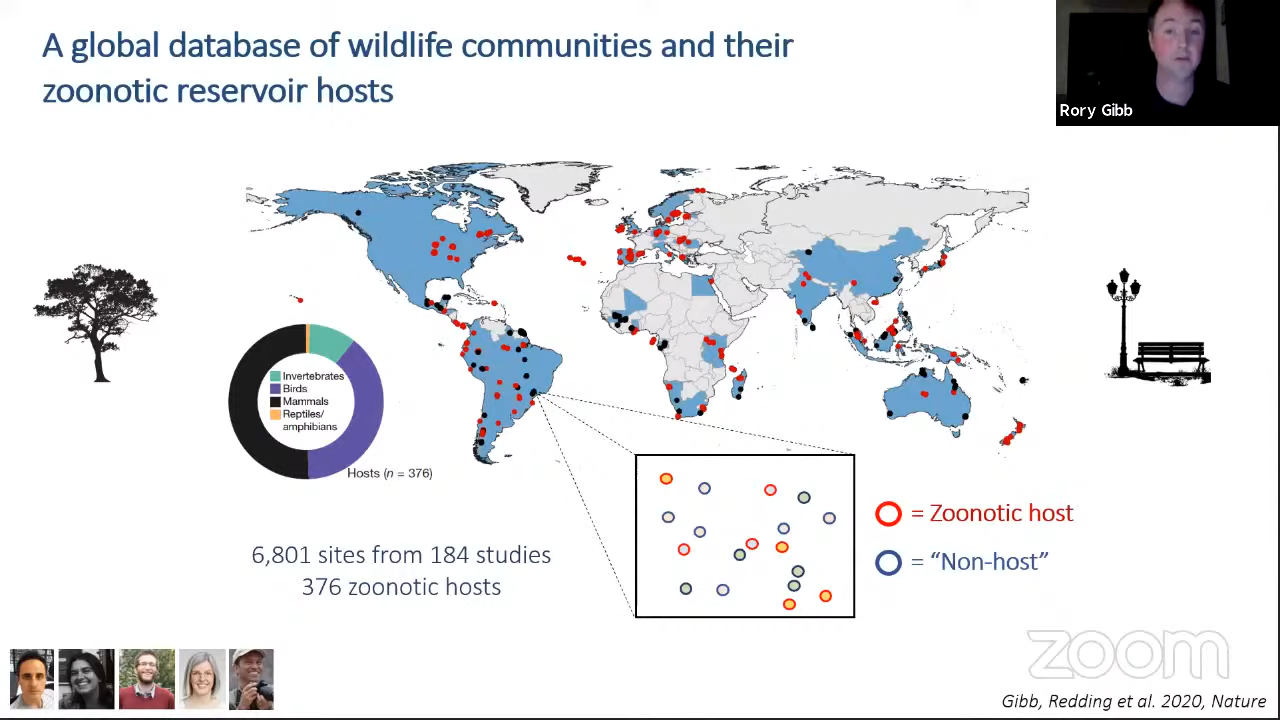 A global database of wildlife communities and their
zoonotic reservoir hosts
Rory Gibb
Invertebrates
Birds
Mammals
Reptiles/
amphibians
Hosts (n = 376)
6,801 sites from 184 studies
376 zoonotic hosts
= Zoonotic host
= “Non-host”
zoom
Gibb, Redding et al. 2020, Nature